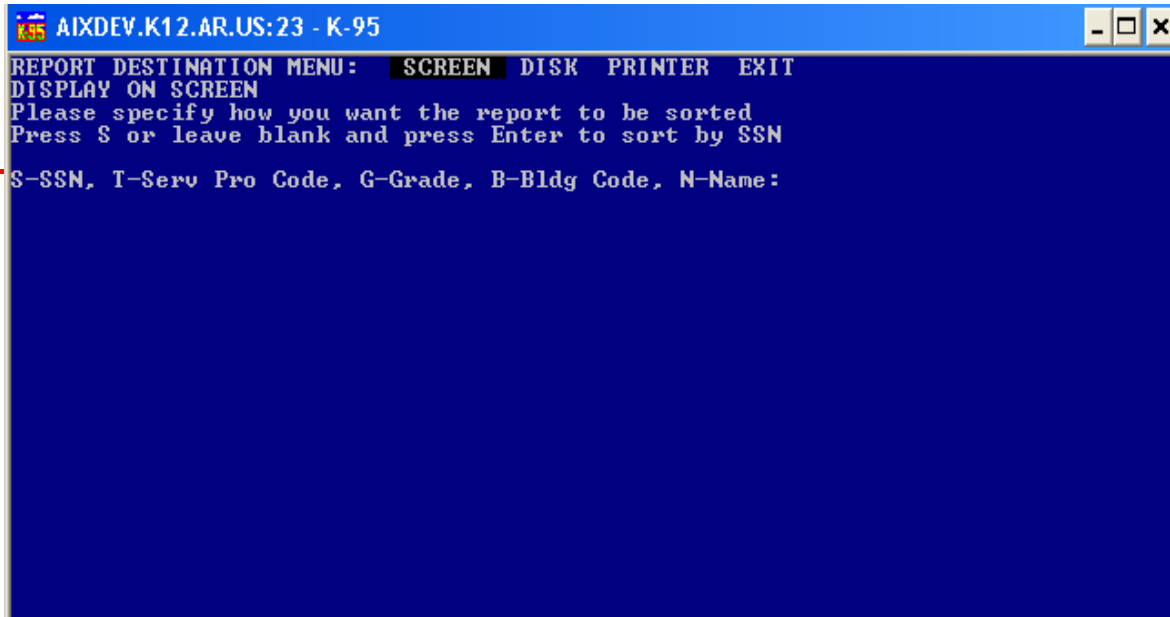 K-95 AIXDEV.K12.AR.US:23 - K-95
REPORT DESTINATION MENU: SCREEN DISK PRINTER EXIT
DISPLAY ON SCREEN
Please specify how you want the report to be sorted
Press S or leave blank and press Enter to sort by SSN
S-SSN, T-Serv Pro Code, G-Grade, B-Bldg Code, N-Name: